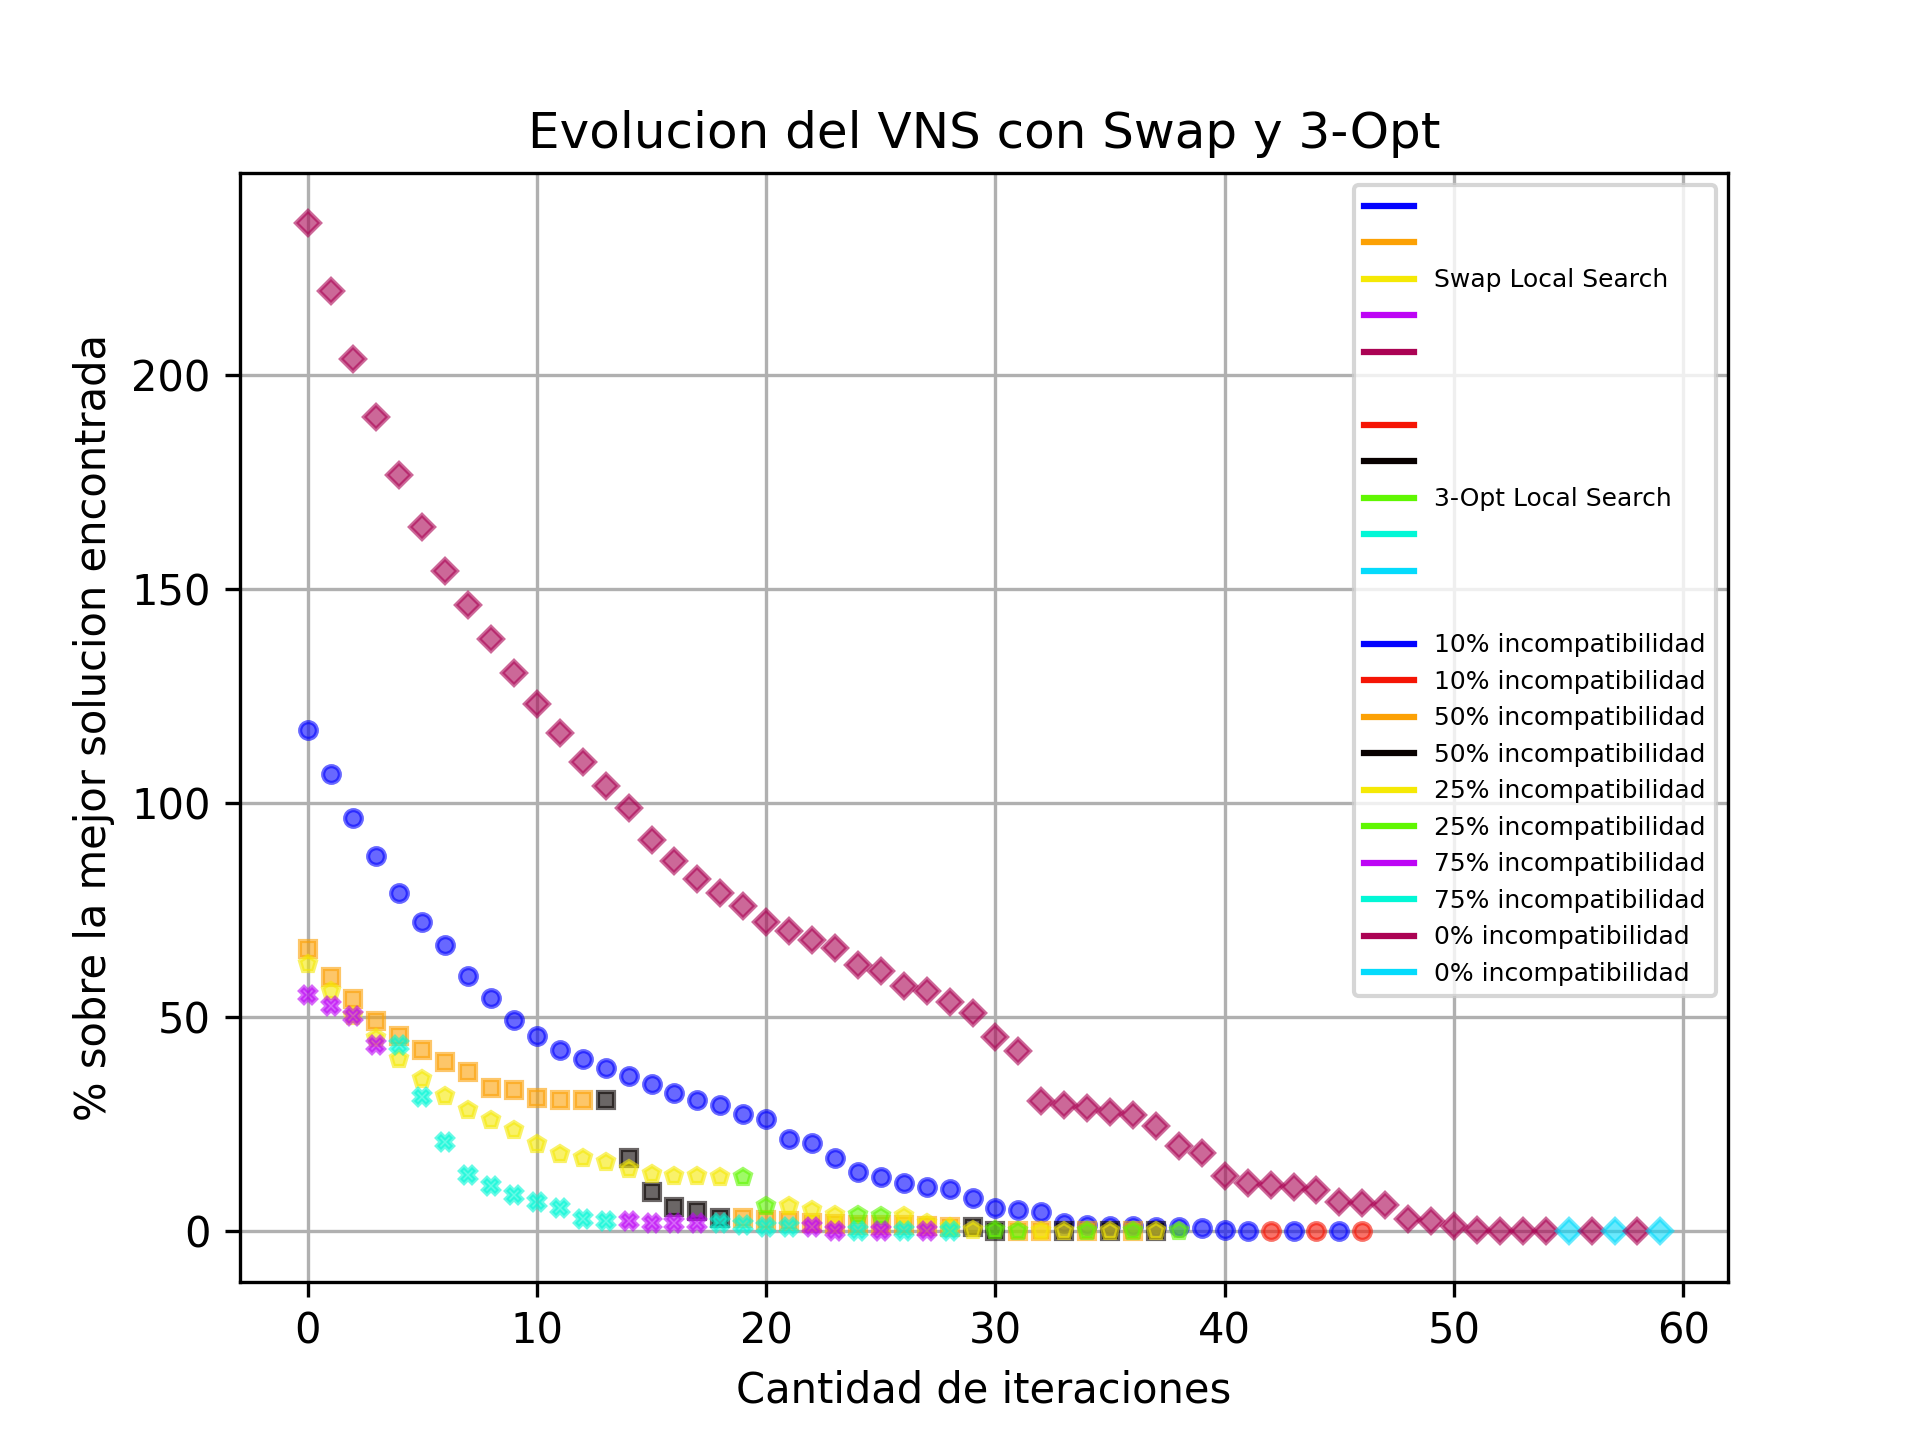 Evolucion del VNS con Swap y 3-Opt
% sobre la mejor solucion encontrada
200
150
100
50
0
0 10 20 30 40 50 60
Cantidad de iteraciones
Swap Local Search
3-Opt Local Search
10% incompatibilidad
10% incompatibilidad
50% incompatibilidad
50% incompatibilidad
25% incompatibilidad
25% incompatibilidad
75% incompatibilidad
75% incompatibilidad
0% incompatibilidad
0% incompatibilidad